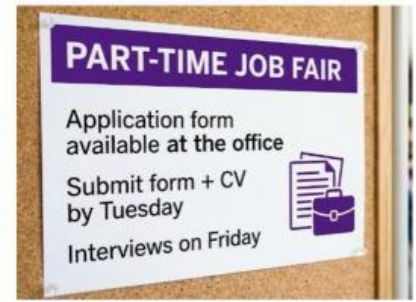 PART-TIME JOB FAIR
Application form
available at the office
Submit form + CV
by Tuesday
Interviews on Friday